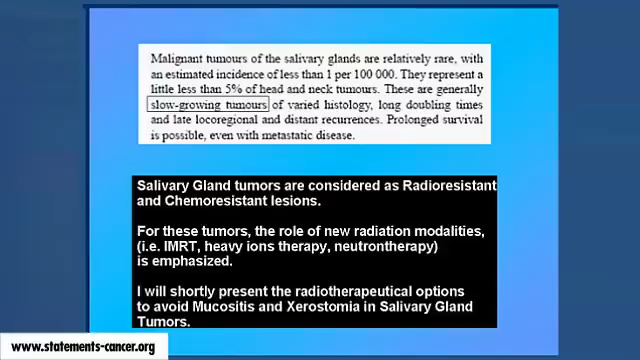 Malignant tumours of the salivary glands are relatively rare, with
an estimated incidence of less than 1 per 100 000. They represent a
little less than 5% of head and neck tumours. These are generally
slow-growing tumours of varied histology, long doubling times
and late locoregional and distant recurrences. Prolonged survival
is possible, even with metastatic disease.
Salivary Gland tumors are considered as Radioresistant
and Chemoresistant lesions.
For these tumors, the role of new radiation modalities,
(i.e. IMRT, heavy ions therapy, neutrontherapy)
is emphasized.
I will shortly present the radiotherapeutical options
to avoid Mucositis and Xerostomia in Salivary Gland
Tumors.
www.statements-cancer.org